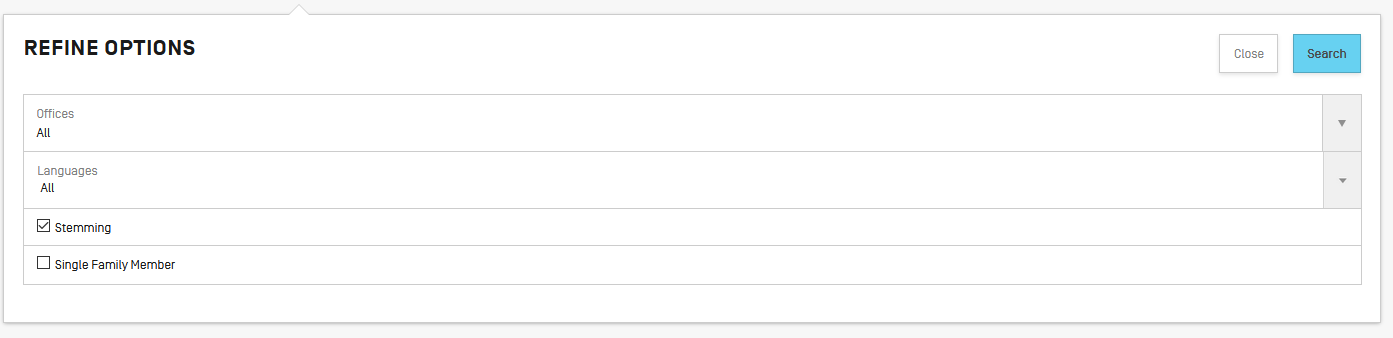 REFINE OPTIONS
Close
Search
Offices
All
Languages
All
Stemming
Single Family Member